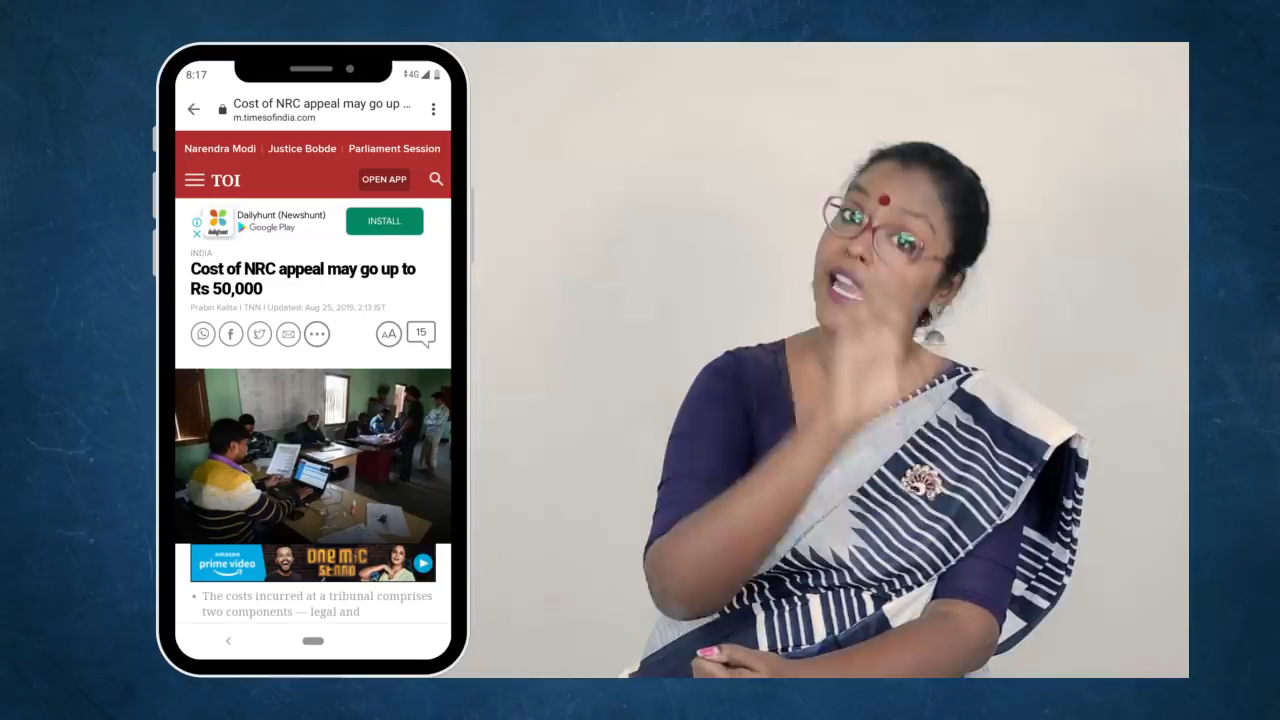 8:17
4G
Cost of NRC appeal may go up ...
m.timesofindia.com
Narendra Modi | Justice Bobde | Parliament Session
TOI
OPEN APP
Dailyhunt (Newshunt)
Google Play
INSTALL
dailyhunt
INDIA
Cost of NRC appeal may go up to
Rs 50,000
Prabin Kalita | TNN | Updated: Aug 25, 2019, 2:13 IST
AA
15
amazon
prime video
ONE MIC
STAND
• The costs incurred at a tribunal comprises
two components — legal and